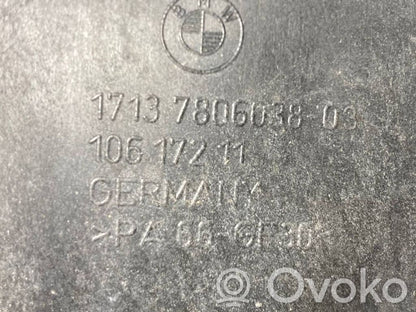 BMW
1713 7806038-03
106 172 11
GERMANY
>PA 66-GF30<
Ovoko